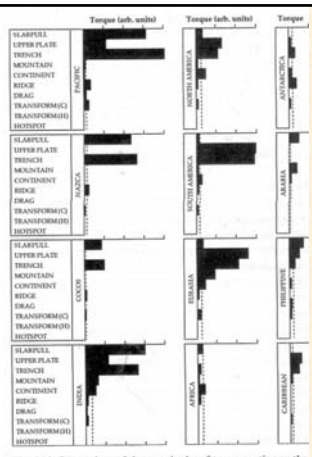 Torque (arb. units)
Torque (arb. units)
Torque
SLABPULL
UPPER PLATE
TRENCH
MOUNTAIN
CONTINENT
RIDGE
DRAG
TRANSFORM(C)
TRANSFORM(H)
HOTSPOT
PACIFIC
NORTH AMERICA
ANTARCTICA
SLABPULL
UPPER PLATE
TRENCH
MOUNTAIN
CONTINENT
RIDGE
DRAG
TRANSFORM(C)
TRANSFORM(H)
HOTSPOT
NAZCA
SOUTH AMERICA
ARABIA
SLABPULL
UPPER PLATE
TRENCH
MOUNTAIN
CONTINENT
RIDGE
DRAG
TRANSFORM(C)
TRANSFORM(H)
HOTSPOT
COCOS
EURASIA
PHILIPPINE
SLABPULL
UPPER PLATE
TRENCH
MOUNTAIN
CONTINENT
RIDGE
DRAG
TRANSFORM(C)
TRANSFORM(H)
HOTSPOT
INDIA
AFRICA
CARIBBEAN